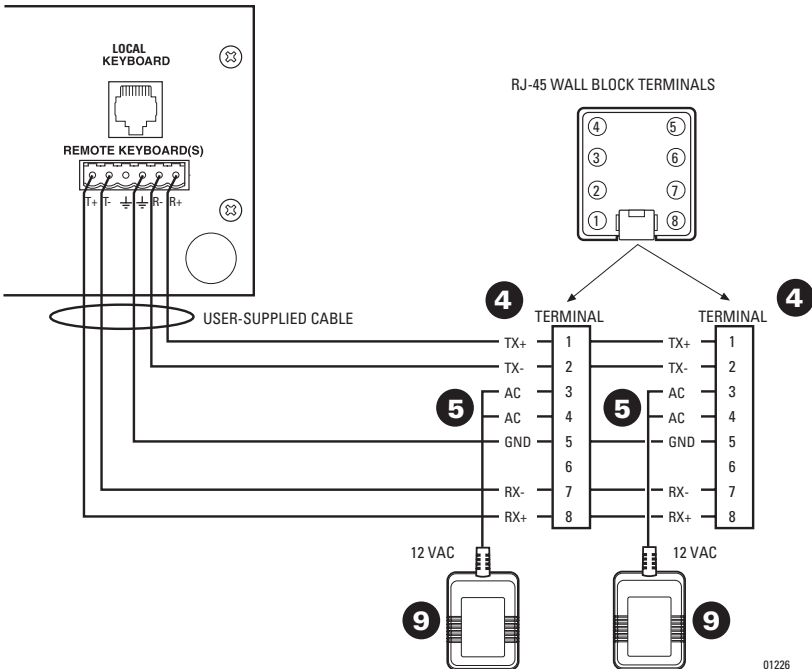 LOCAL
KEYBOARD
REMOTE KEYBOARD(S)
T+ T- R- R+
USER-SUPPLIED CABLE
RJ-45 WALL BLOCK TERMINALS
4 5
3 6
2 7
1 8
4
TERMINAL
TX+ 1
TX- 2
AC 3
AC 4
GND 5
6
RX- 7
RX+ 8
5
12 VAC
9
4
TERMINAL
TX+ 1
TX- 2
AC 3
AC 4
GND 5
6
RX- 7
RX+ 8
5
12 VAC
9
01226